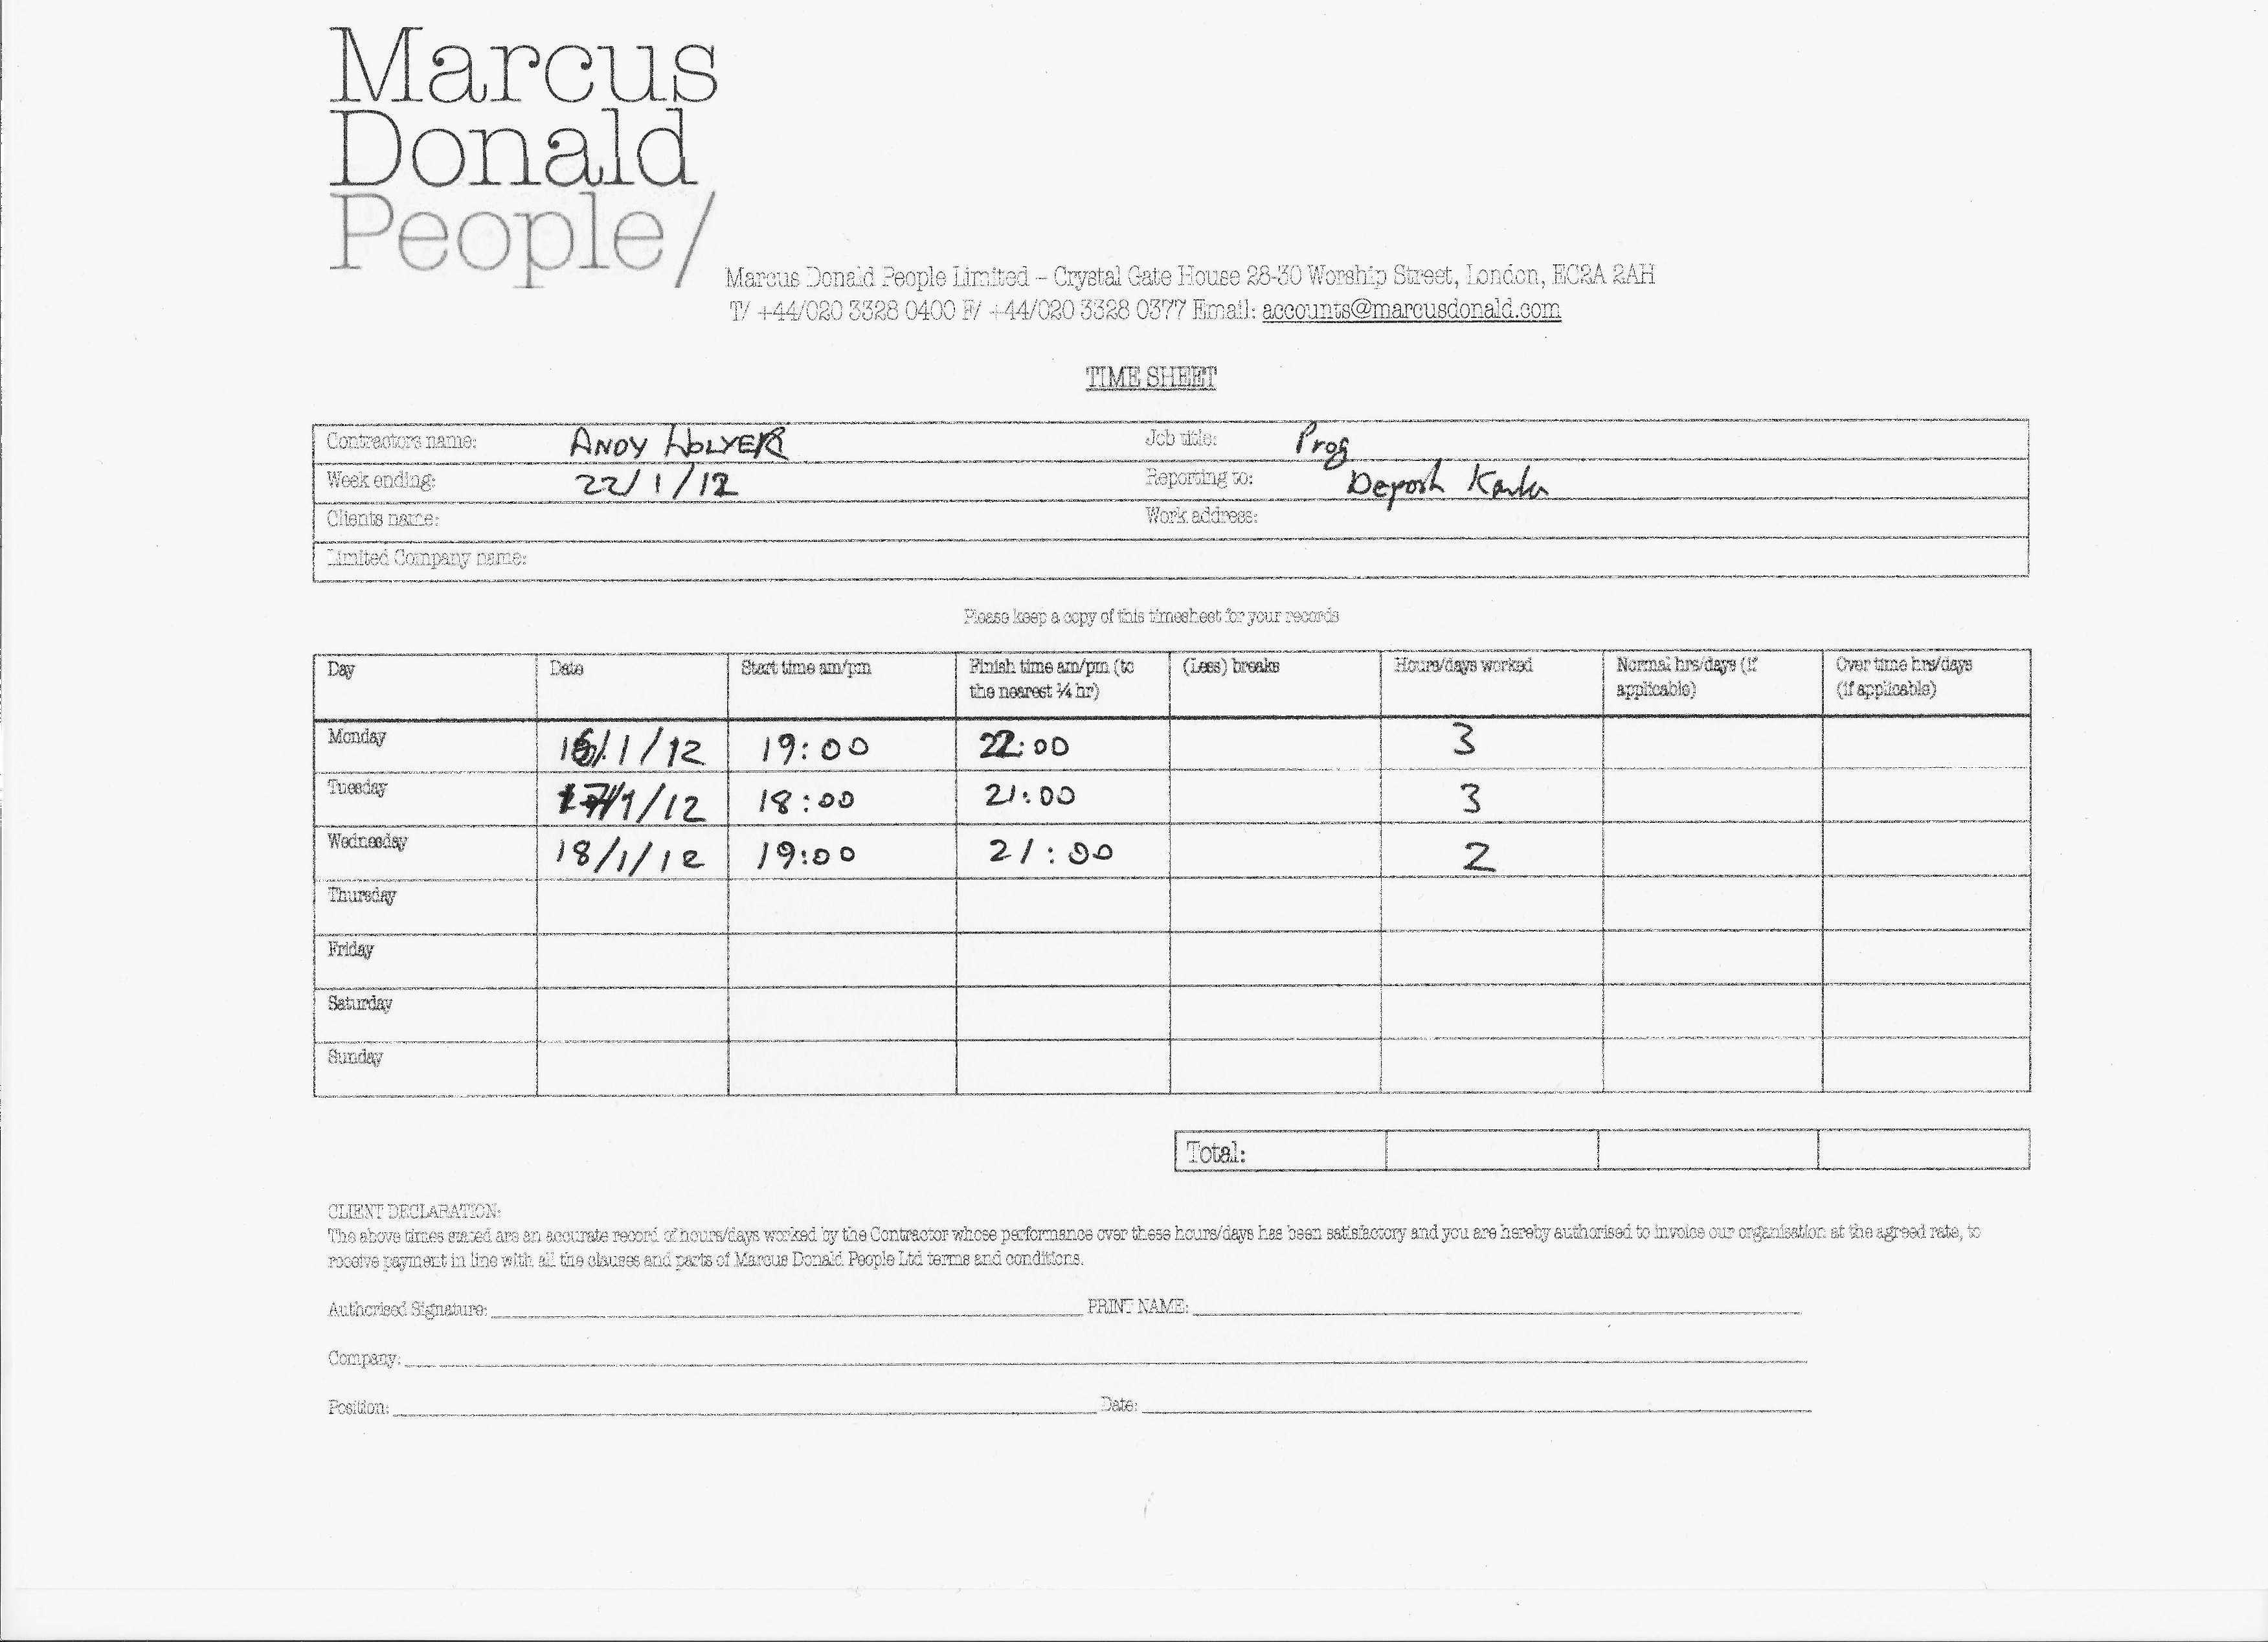 Marcus
Donald
People/
Marcus Donald People Limited – Crystal Gate House 28-30 Worship Street, London, EC2A 2AH
T/ +44/020 3328 0400 F/ +44/020 3328 0377 Email: accounts@marcusdonald.com
TIME SHEET
Contractors name: ANDY HOLYER Job title: Prog
Week ending: 22/1/12 Reporting to:
Clients name: Work address:
Limited Company name:
Please keep a copy of this timesheet for your records
Day Date Start time am/pm Finish time am/pm (to the nearest ¼ hr) (Less) breaks Hours/days worked Normal hrs/days (if applicable) Over time hrs/days (if applicable)
Monday 16/1/12 19:00 22:00 3
Tuesday 17/1/12 18:00 21:00 3
Wednesday 18/1/12 19:00 21:00 2
Thursday
Friday
Saturday
Sunday
Total:
CLIENT DECLARATION:
The above times stated are an accurate record of hours/days worked by the Contractor whose performance over these hours/days has been satisfactory and you are hereby authorised to invoice our organisation at the agreed rate, to
receive payment in line with all the clauses and parts of Marcus Donald People Ltd terms and conditions.
Authorised Signature: PRINT NAME:
Company:
Position: Date: